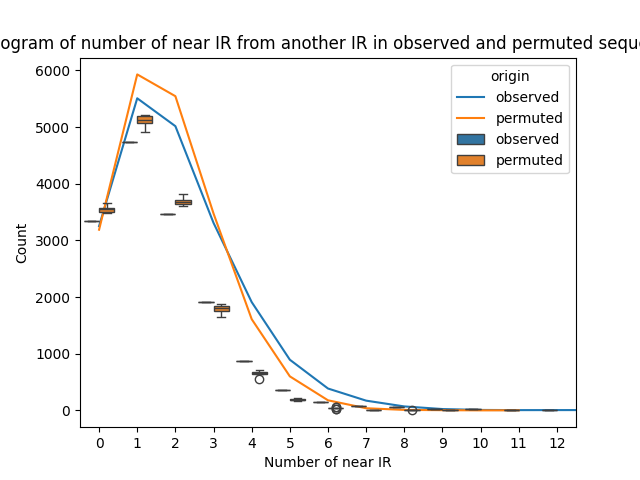 ogram of number of near IR from another IR in observed and permuted sequ
origin
observed
permuted
observed
permuted
6000
5000
4000
3000
2000
1000
0
Count
0 1 2 3 4 5 6 7 8 9 10 11 12
Number of near IR